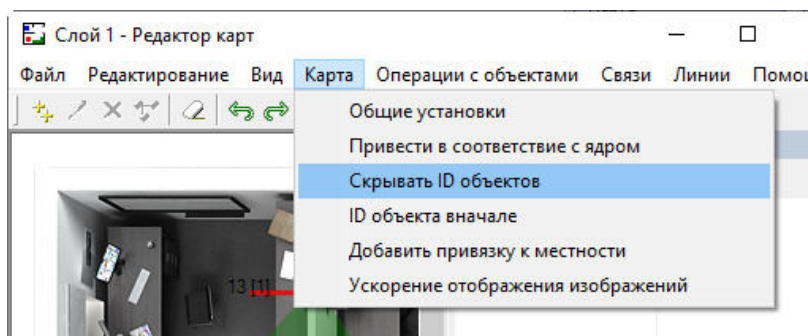 Слой 1 - Редактор карт
Файл Редактирование Вид Карта Операции с объектами Связи Линии
Общие установки
Привести в соответствие с ядром
Скрывать ID объектов
ID объекта вначале
Добавить привязку к местности
Ускорение отображения изображений
13 [1]